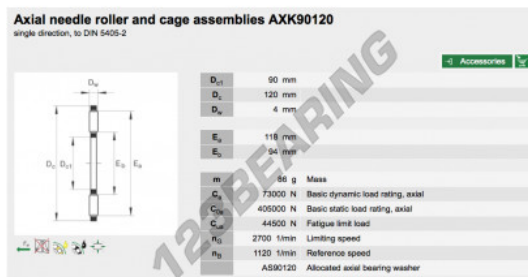 Axial needle roller and cage assemblies AXK90120
single direction, to DIN 5405-2
Accessories
Dw
Dc Dc1 Eb Ea
Dc1 90 mm
Dc 120 mm
Dw 4 mm
Ea 118 mm
Eb 94 mm
m 86 g Mass
Ca 73000 N Basic dynamic load rating, axial
C0a 405000 N Basic static load rating, axial
Cua 44500 N Fatigue limit load
nG 2700 1/min Limiting speed
nB 1120 1/min Reference speed
AS90120 Allocated axial bearing washer
123BEARING